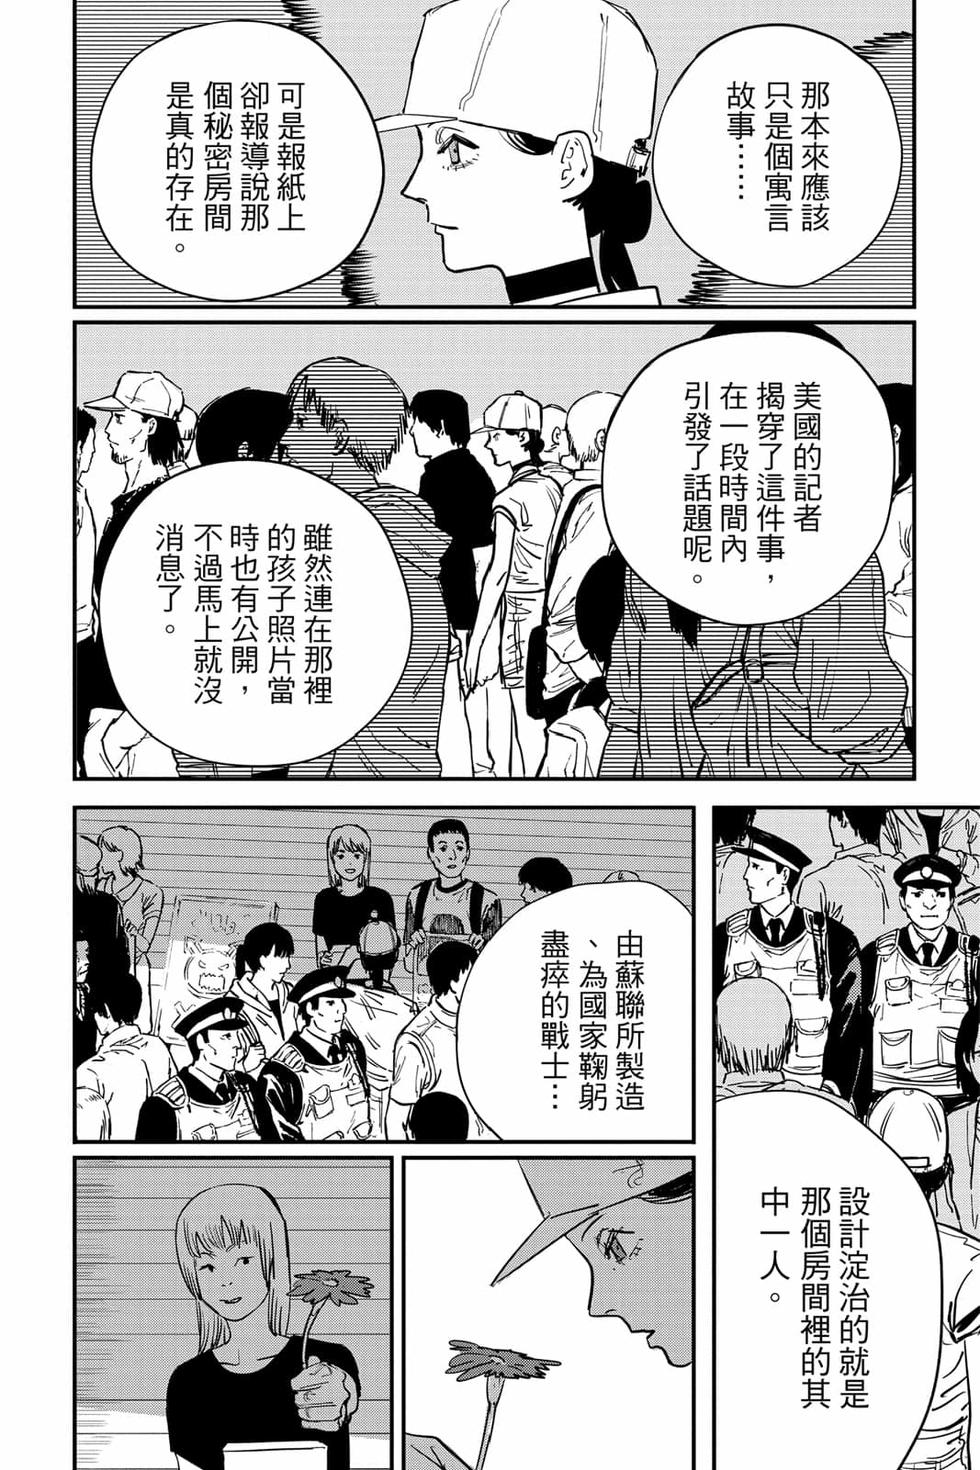 那本來應該
只是個寓言
故事……
可是報紙上
卻報導說那
個秘密房間
是真的存在。
美國的記者
揭穿了這件事，
在一段時間內
引發了話題呢。
雖然連在那裡
的孩子照片當
時也有公開，
不過馬上就沒
消息了。
由蘇聯所製造
、為國家鞠躬
盡瘁的戰士…
設計淀治的就是
那個房間裡的其
中一人。